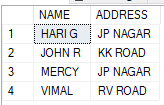 NAME ADDRESS
1 HARI G JP NAGAR
2 JOHN R KK ROAD
3 MERCY JP NAGAR
4 VIMAL RV ROAD